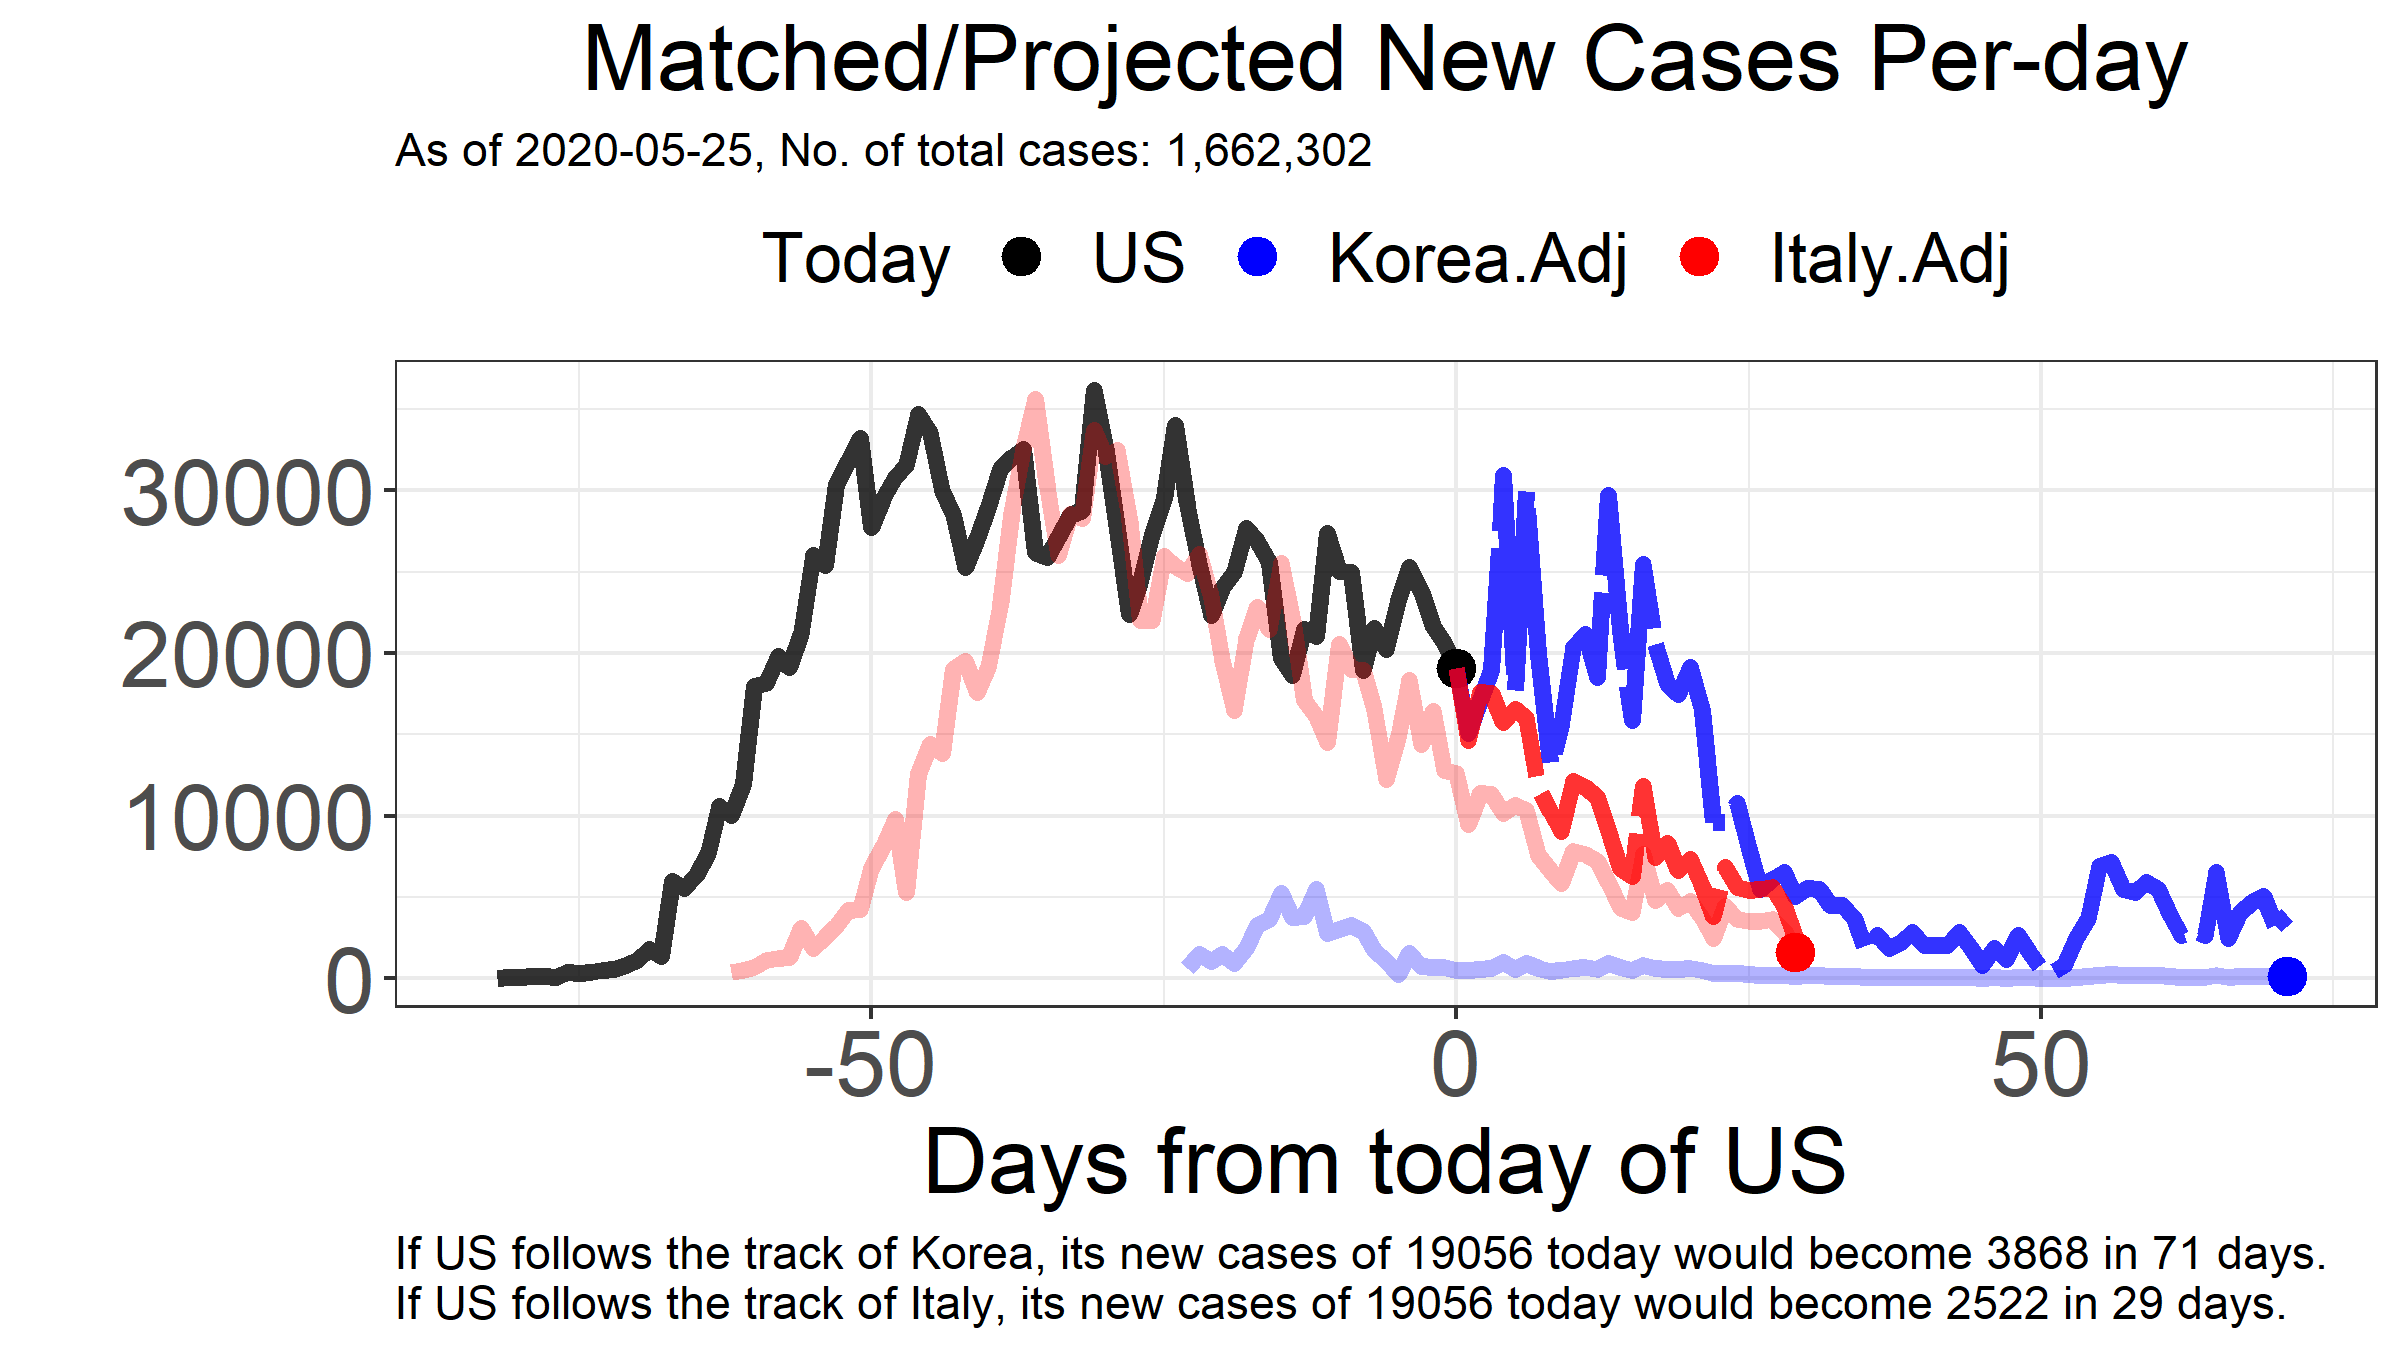 Matched/Projected New Cases Per-day
As of 2020-05-25, No. of total cases: 1,662,302
Today US Korea.Adj Italy.Adj
30000
20000
10000
0
-50 0 50
Days from today of US
If US follows the track of Korea, its new cases of 19056 today would become 3868 in 71 days.
If US follows the track of Italy, its new cases of 19056 today would become 2522 in 29 days.